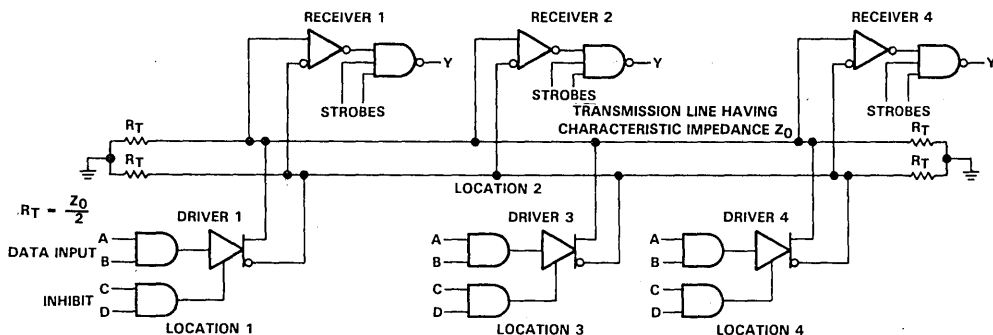 RECEIVER 1
RECEIVER 2
RECEIVER 4
Y
Y
Y
STROBES
STROBES
STROBES
TRANSMISSION LINE HAVING
CHARACTERISTIC IMPEDANCE Z0
RT
RT
RT
RT
LOCATION 2
RT = Z0/2
DRIVER 1
DRIVER 3
DRIVER 4
DATA INPUT
A
B
A
B
A
B
INHIBIT
C
D
C
D
C
D
LOCATION 1
LOCATION 3
LOCATION 4